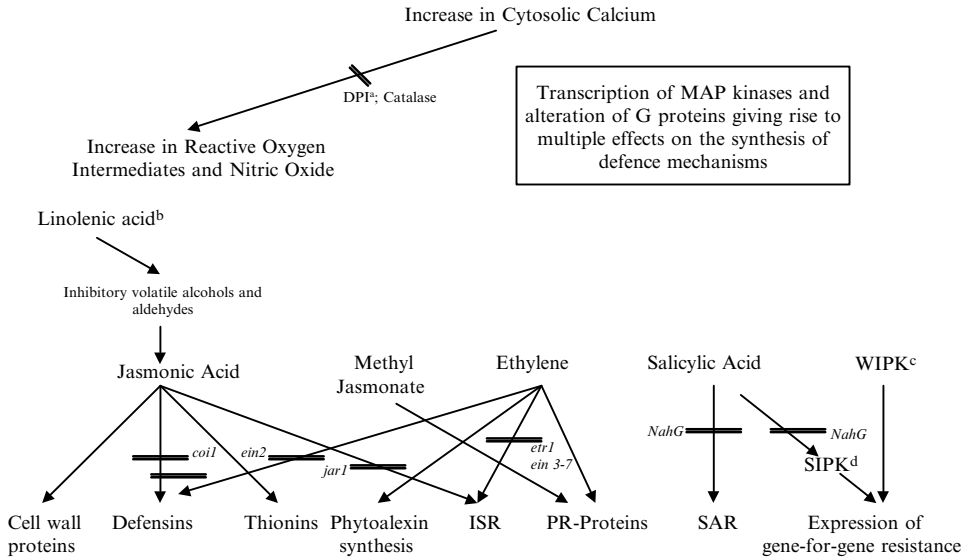 Increase in Cytosolic Calcium
DPIᵃ; Catalase
Transcription of MAP kinases and
alteration of G proteins giving rise to
multiple effects on the synthesis of
defence mechanisms
Increase in Reactive Oxygen
Intermediates and Nitric Oxide
Linolenic acidᵇ
Inhibitory volatile alcohols and
aldehydes
Jasmonic Acid
Methyl
Jasmonate
Ethylene
Salicylic Acid
WIPKᶜ
coi1
ein2
jar1
etr1
ein 3-7
NahG
NahG
SIPKᵈ
Cell wall
proteins
Defensins
Thionins
Phytoalexin
synthesis
ISR
PR-Proteins
SAR
Expression of
gene-for-gene resistance